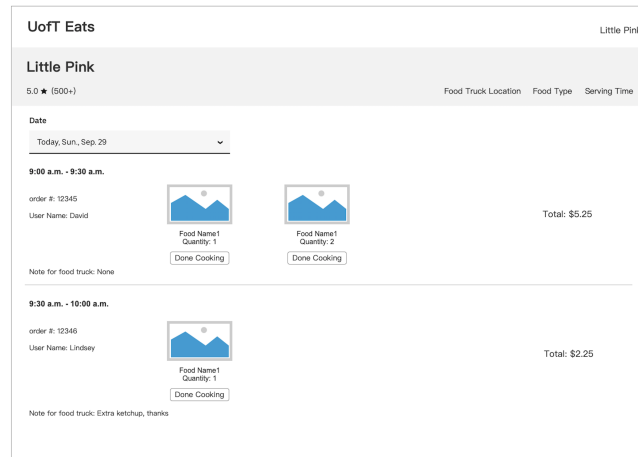 UofT Eats
Little Pink
Little Pink
5.0 ★ (500+)
Food Truck Location Food Type Serving Time
Date
Today, Sun., Sep. 29
9:00 a.m. - 9:30 a.m.
order #: 12345
User Name: David
Food Name1
Quantity: 1
Done Cooking
Food Name1
Quantity: 2
Done Cooking
Total: $5.25
Note for food truck: None
9:30 a.m. - 10:00 a.m.
order #: 12346
User Name: Lindsey
Food Name1
Quantity: 1
Done Cooking
Total: $2.25
Note for food truck: Extra ketchup, thanks